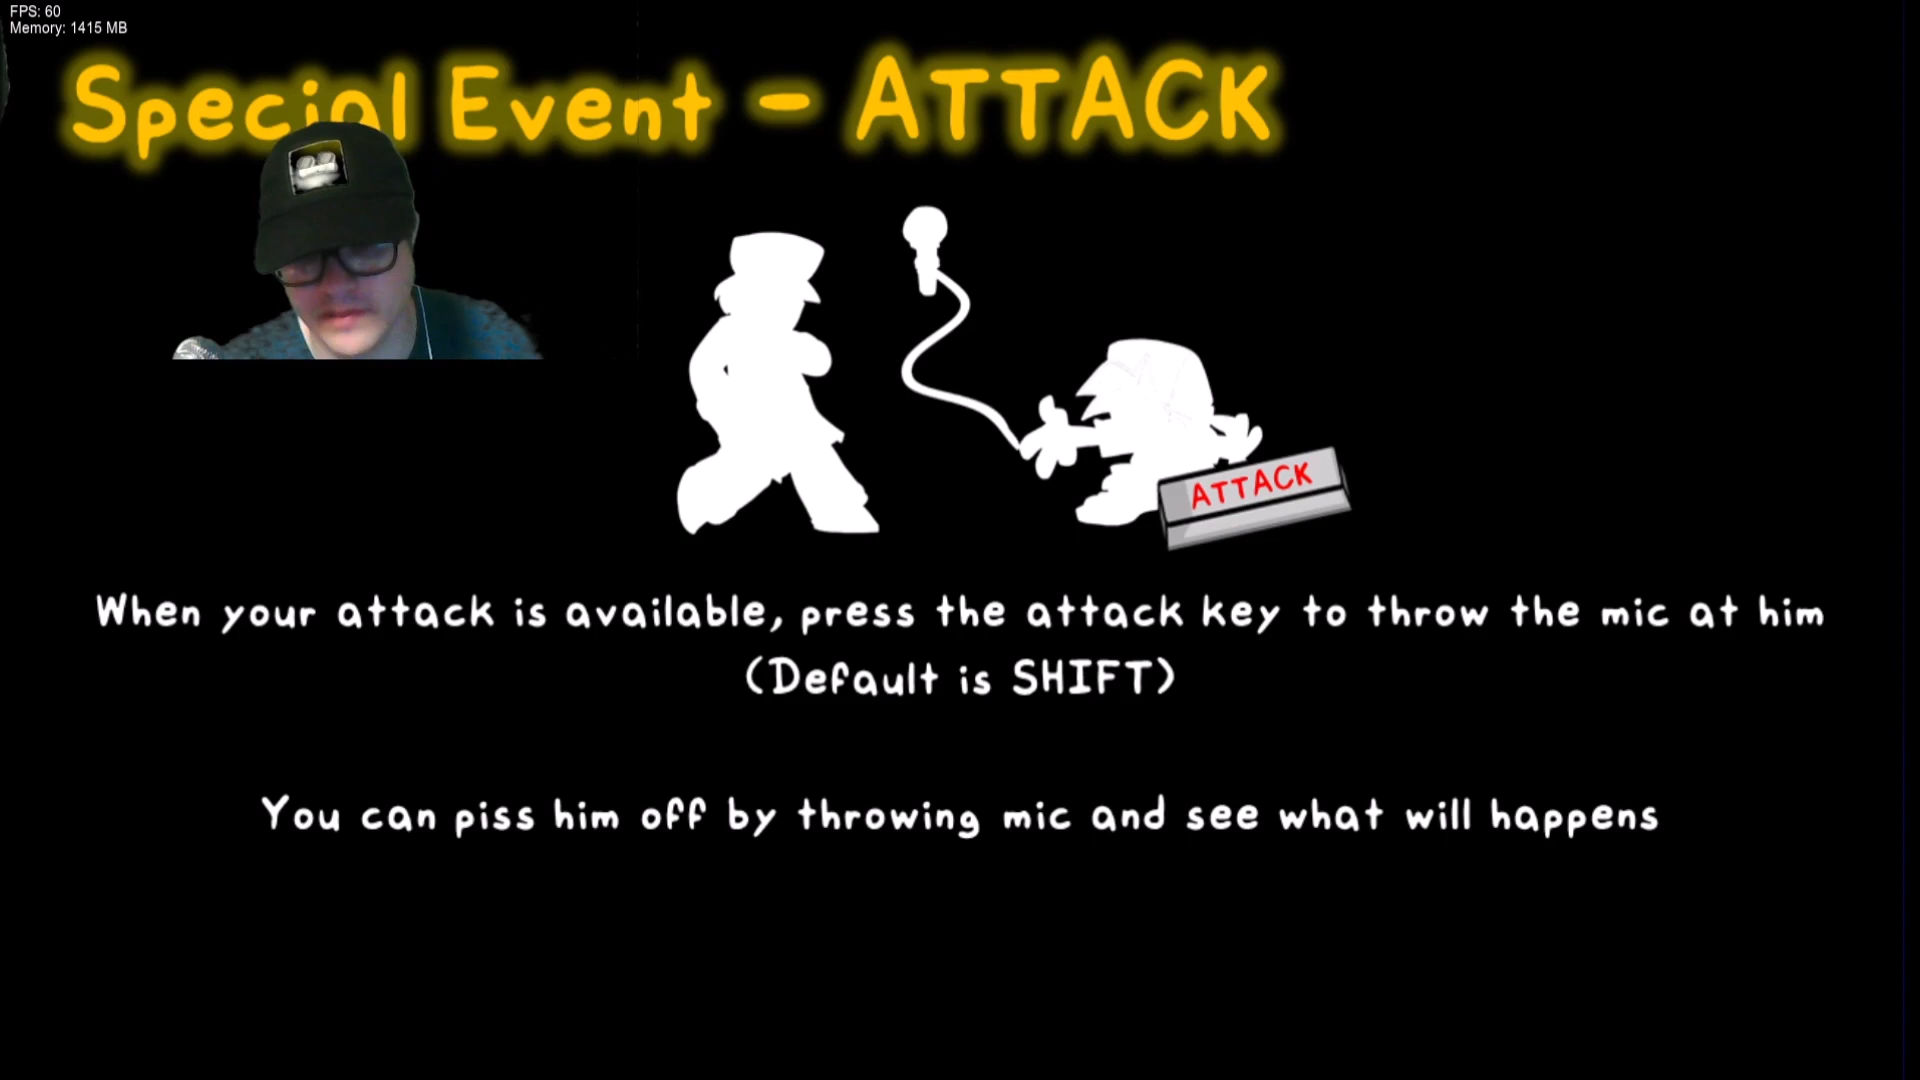 FPS: 60
Memory: 1415 MB
Special Event - ATTACK
ATTACK
When your attack is available, press the attack key to throw the mic at him
(Default is SHIFT)
You can piss him off by throwing mic and see what will happens